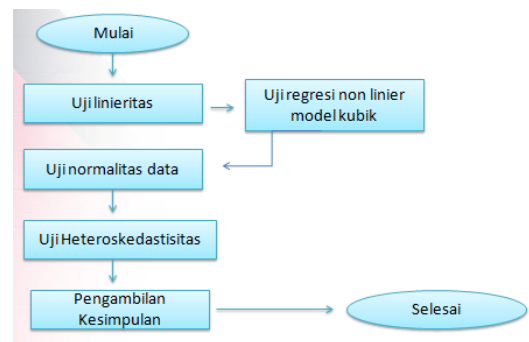 Mulai
Uji linieritas
Uji regresi non linier
model kubik
Uji normalitas data
Uji Heteroskedastisitas
Pengambilan
Kesimpulan
Selesai